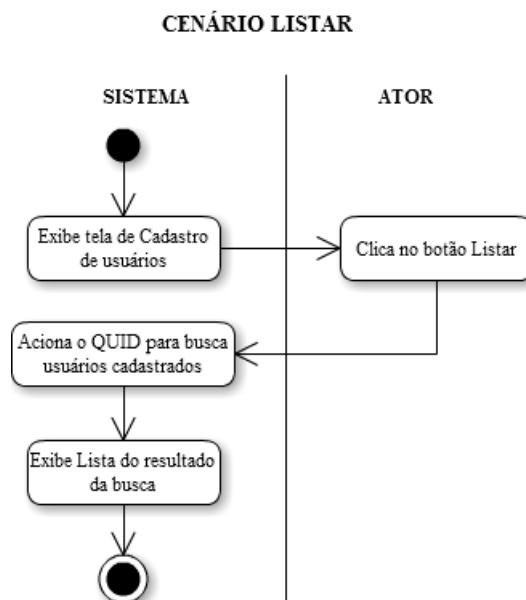 CENÁRIO LISTAR
SISTEMA
ATOR
Exibe tela de Cadastro
de usuários
Clica no botão Listar
Aciona o QUID para busca
usuários cadastrados
Exibe Lista do resultado
da busca